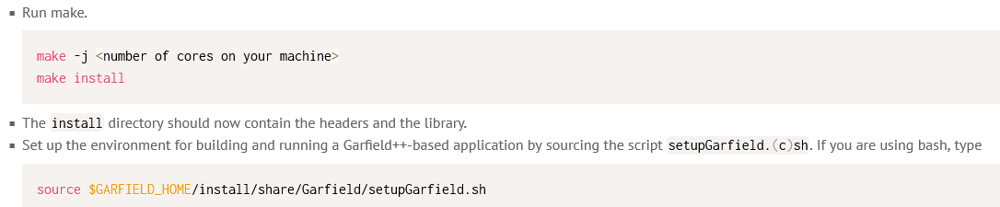 Run make.
make -j <number of cores on your machine>
make install
The install directory should now contain the headers and the library.
Set up the environment for building and running a Garfield++-based application by sourcing the script setupGarfield.(c)sh. If you are using bash, type
source $GARFIELD_HOME/install/share/Garfield/setupGarfield.sh